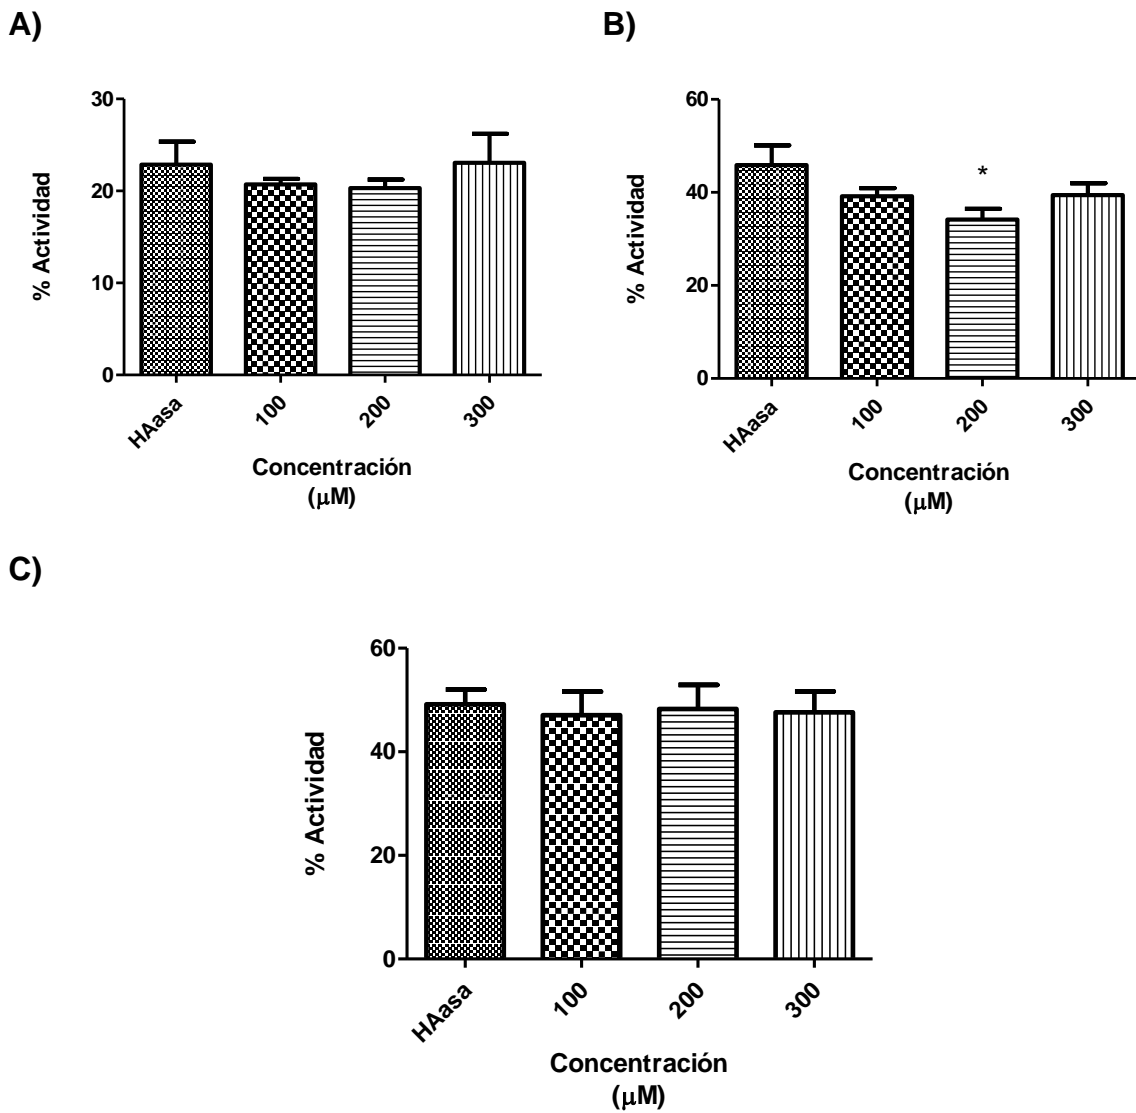 A)
30
20
10
0
% Actividad
HAasa
100
200
300
Concentración
(μM)
B)
60
40
20
0
% Actividad
*
HAasa
100
200
300
Concentración
(μM)
C)
60
40
20
0
% Actividad
HAasa
100
200
300
Concentración
(μM)